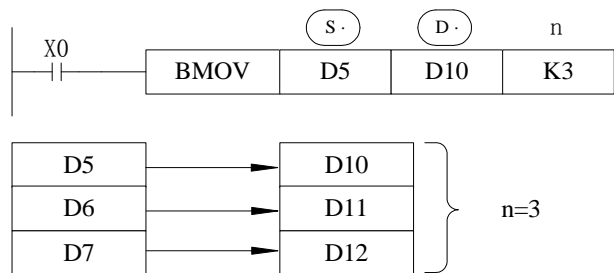 S· D· n
X0
BMOV D5 D10 K3
D5 D10
D6 D11 n=3
D7 D12